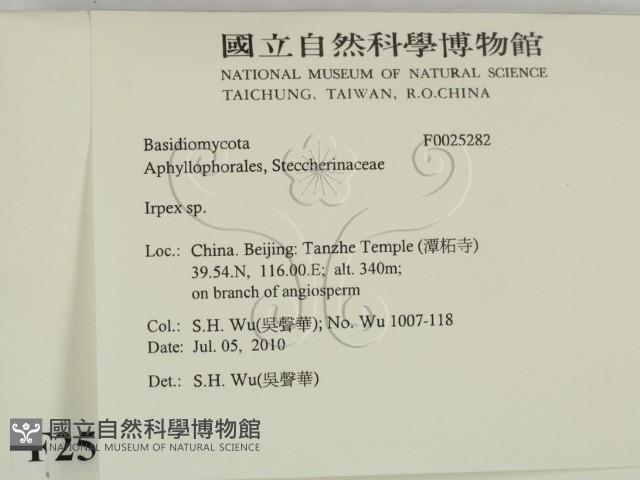 國立自然科學博物館
NATIONAL MUSEUM OF NATURAL SCIENCE
TAICHUNG, TAIWAN, R.O.CHINA
Basidiomycota F0025282
Aphyllophorales, Steccherinaceae
Irpex sp.
Loc.: China. Beijing: Tanzhe Temple (潭柘寺)
39.54.N, 116.00.E; alt. 340m;
on branch of angiosperm
Col.: S.H. Wu(吳聲華); No. Wu 1007-118
Date: Jul. 05, 2010
Det.: S.H. Wu(吳聲華)
國立自然科學博物館
NATIONAL MUSEUM OF NATURAL SCIENCE
F25